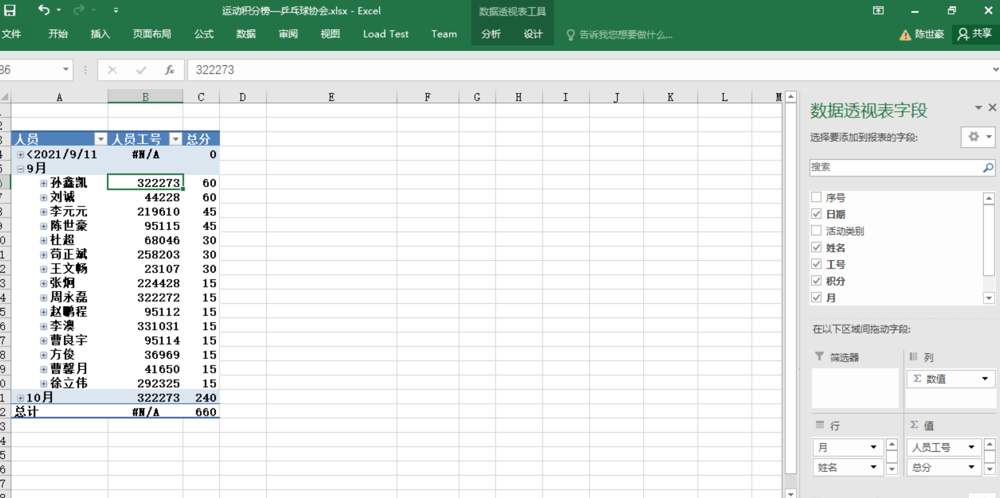 运动积分榜—乒乓球协会.xlsx - Excel
数据透视表工具
文件 开始 插入 页面布局 公式 数据 审阅 视图 Load Test Team 分析 设计 告诉我您想要做什么... 陈世豪 共享
B6 fx 322273
A B C D E F G H I J K L M
人员 人员工号 总分
<2021/9/11 #N/A 0
9月
孙鑫凯 322273 60
刘诚 44228 60
李元元 219610 45
陈世豪 95115 45
杜超 68046 30
苟正斌 258203 30
王文畅 23107 30
张炯 224428 15
周永磊 322272 15
赵鹏程 95112 15
李澳 331031 15
曹良宇 95114 15
方俊 36969 15
曹馨月 41650 15
徐立伟 292325 15
10月 322273 240
总计 #N/A 660
数据透视表字段
选择要添加到报表的字段:
搜索
序号
日期
活动类别
姓名
工号
积分
月
在以下区域间拖动字段:
筛选器
列
Σ 数值
行
Σ 值
月
人员工号
姓名
总分